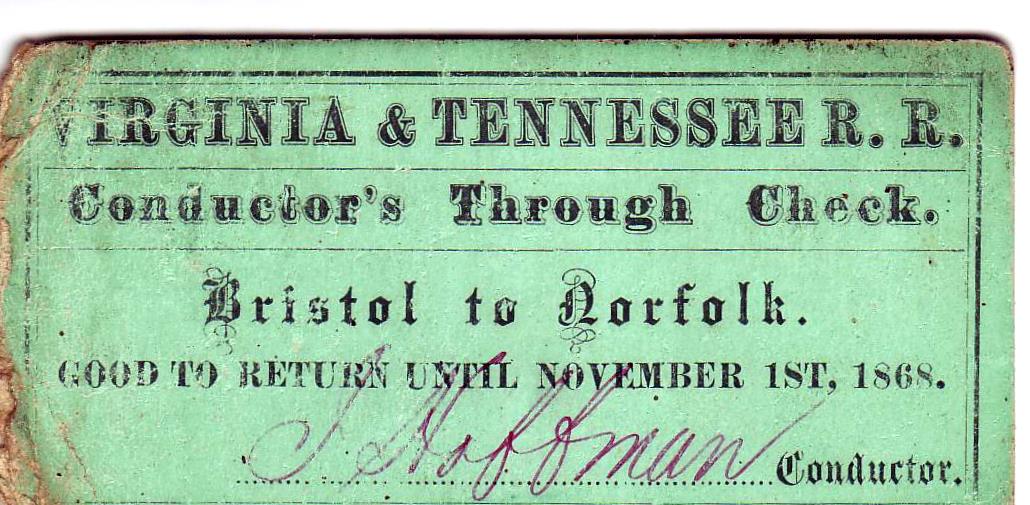 VIRGINIA & TENNESSEE R. R.
Conductor's Through Check.
Bristol to Norfolk.
GOOD TO RETURN UNTIL NOVEMBER 1ST, 1868.
J Hoffman Conductor.